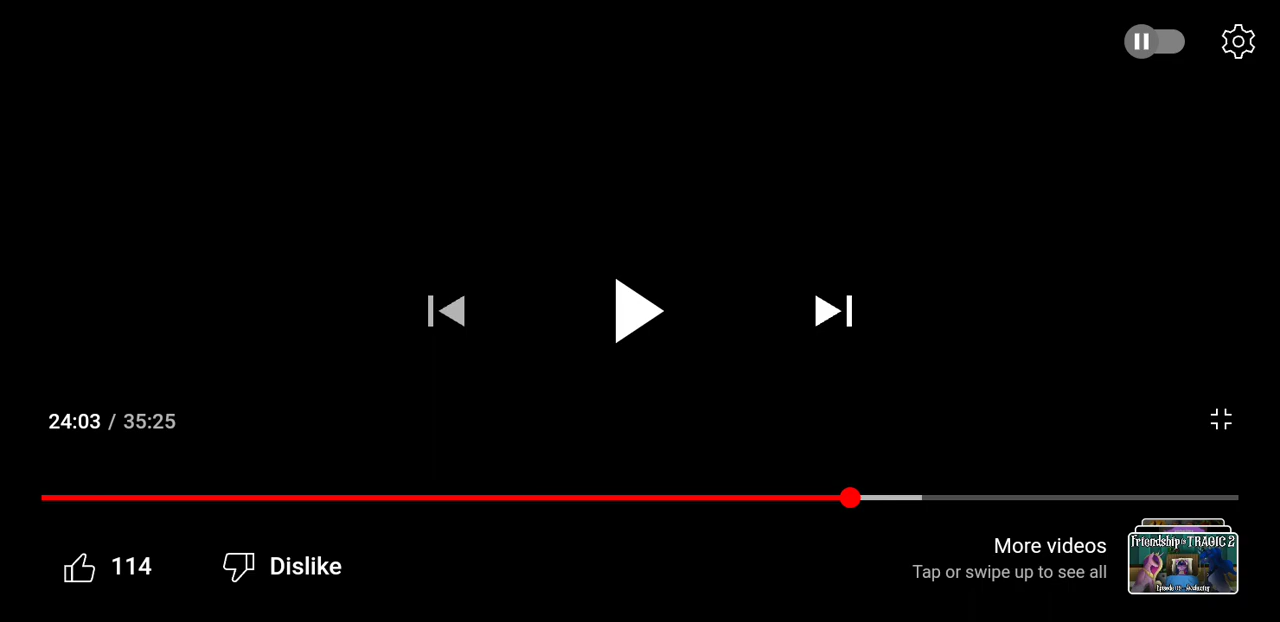 24:03 / 35:25
114
Dislike
More videos
Tap or swipe up to see all
Friendship is TRAGIC 2